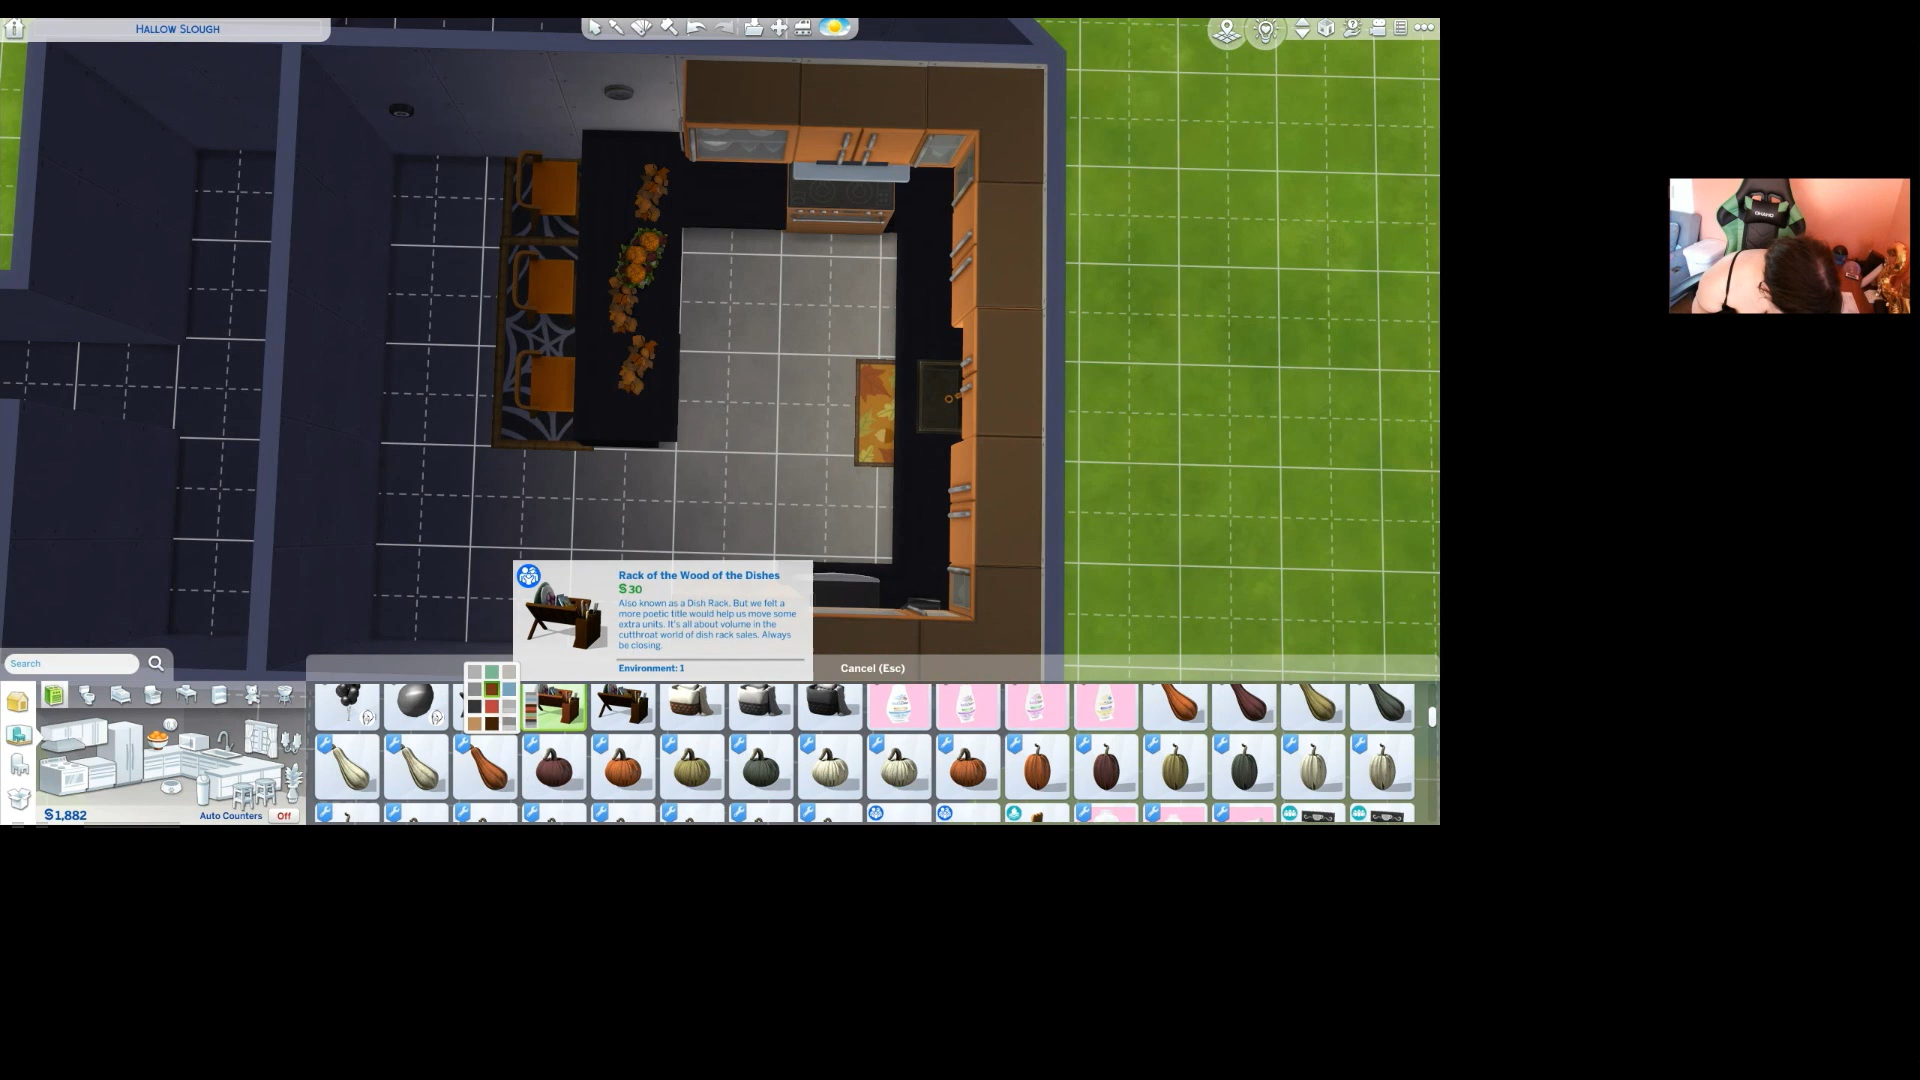 HALLOW SLOUGH
Rack of the Wood of the Dishes
$30
Also known as a Dish Rack. But we felt a
more poetic title would help us move some
extra units. It's all about volume in the
cutthroat world of dish rack sales. Always
be closing.
Environment: 1
Cancel (Esc)
Search
$1,882
Auto Counters
Off